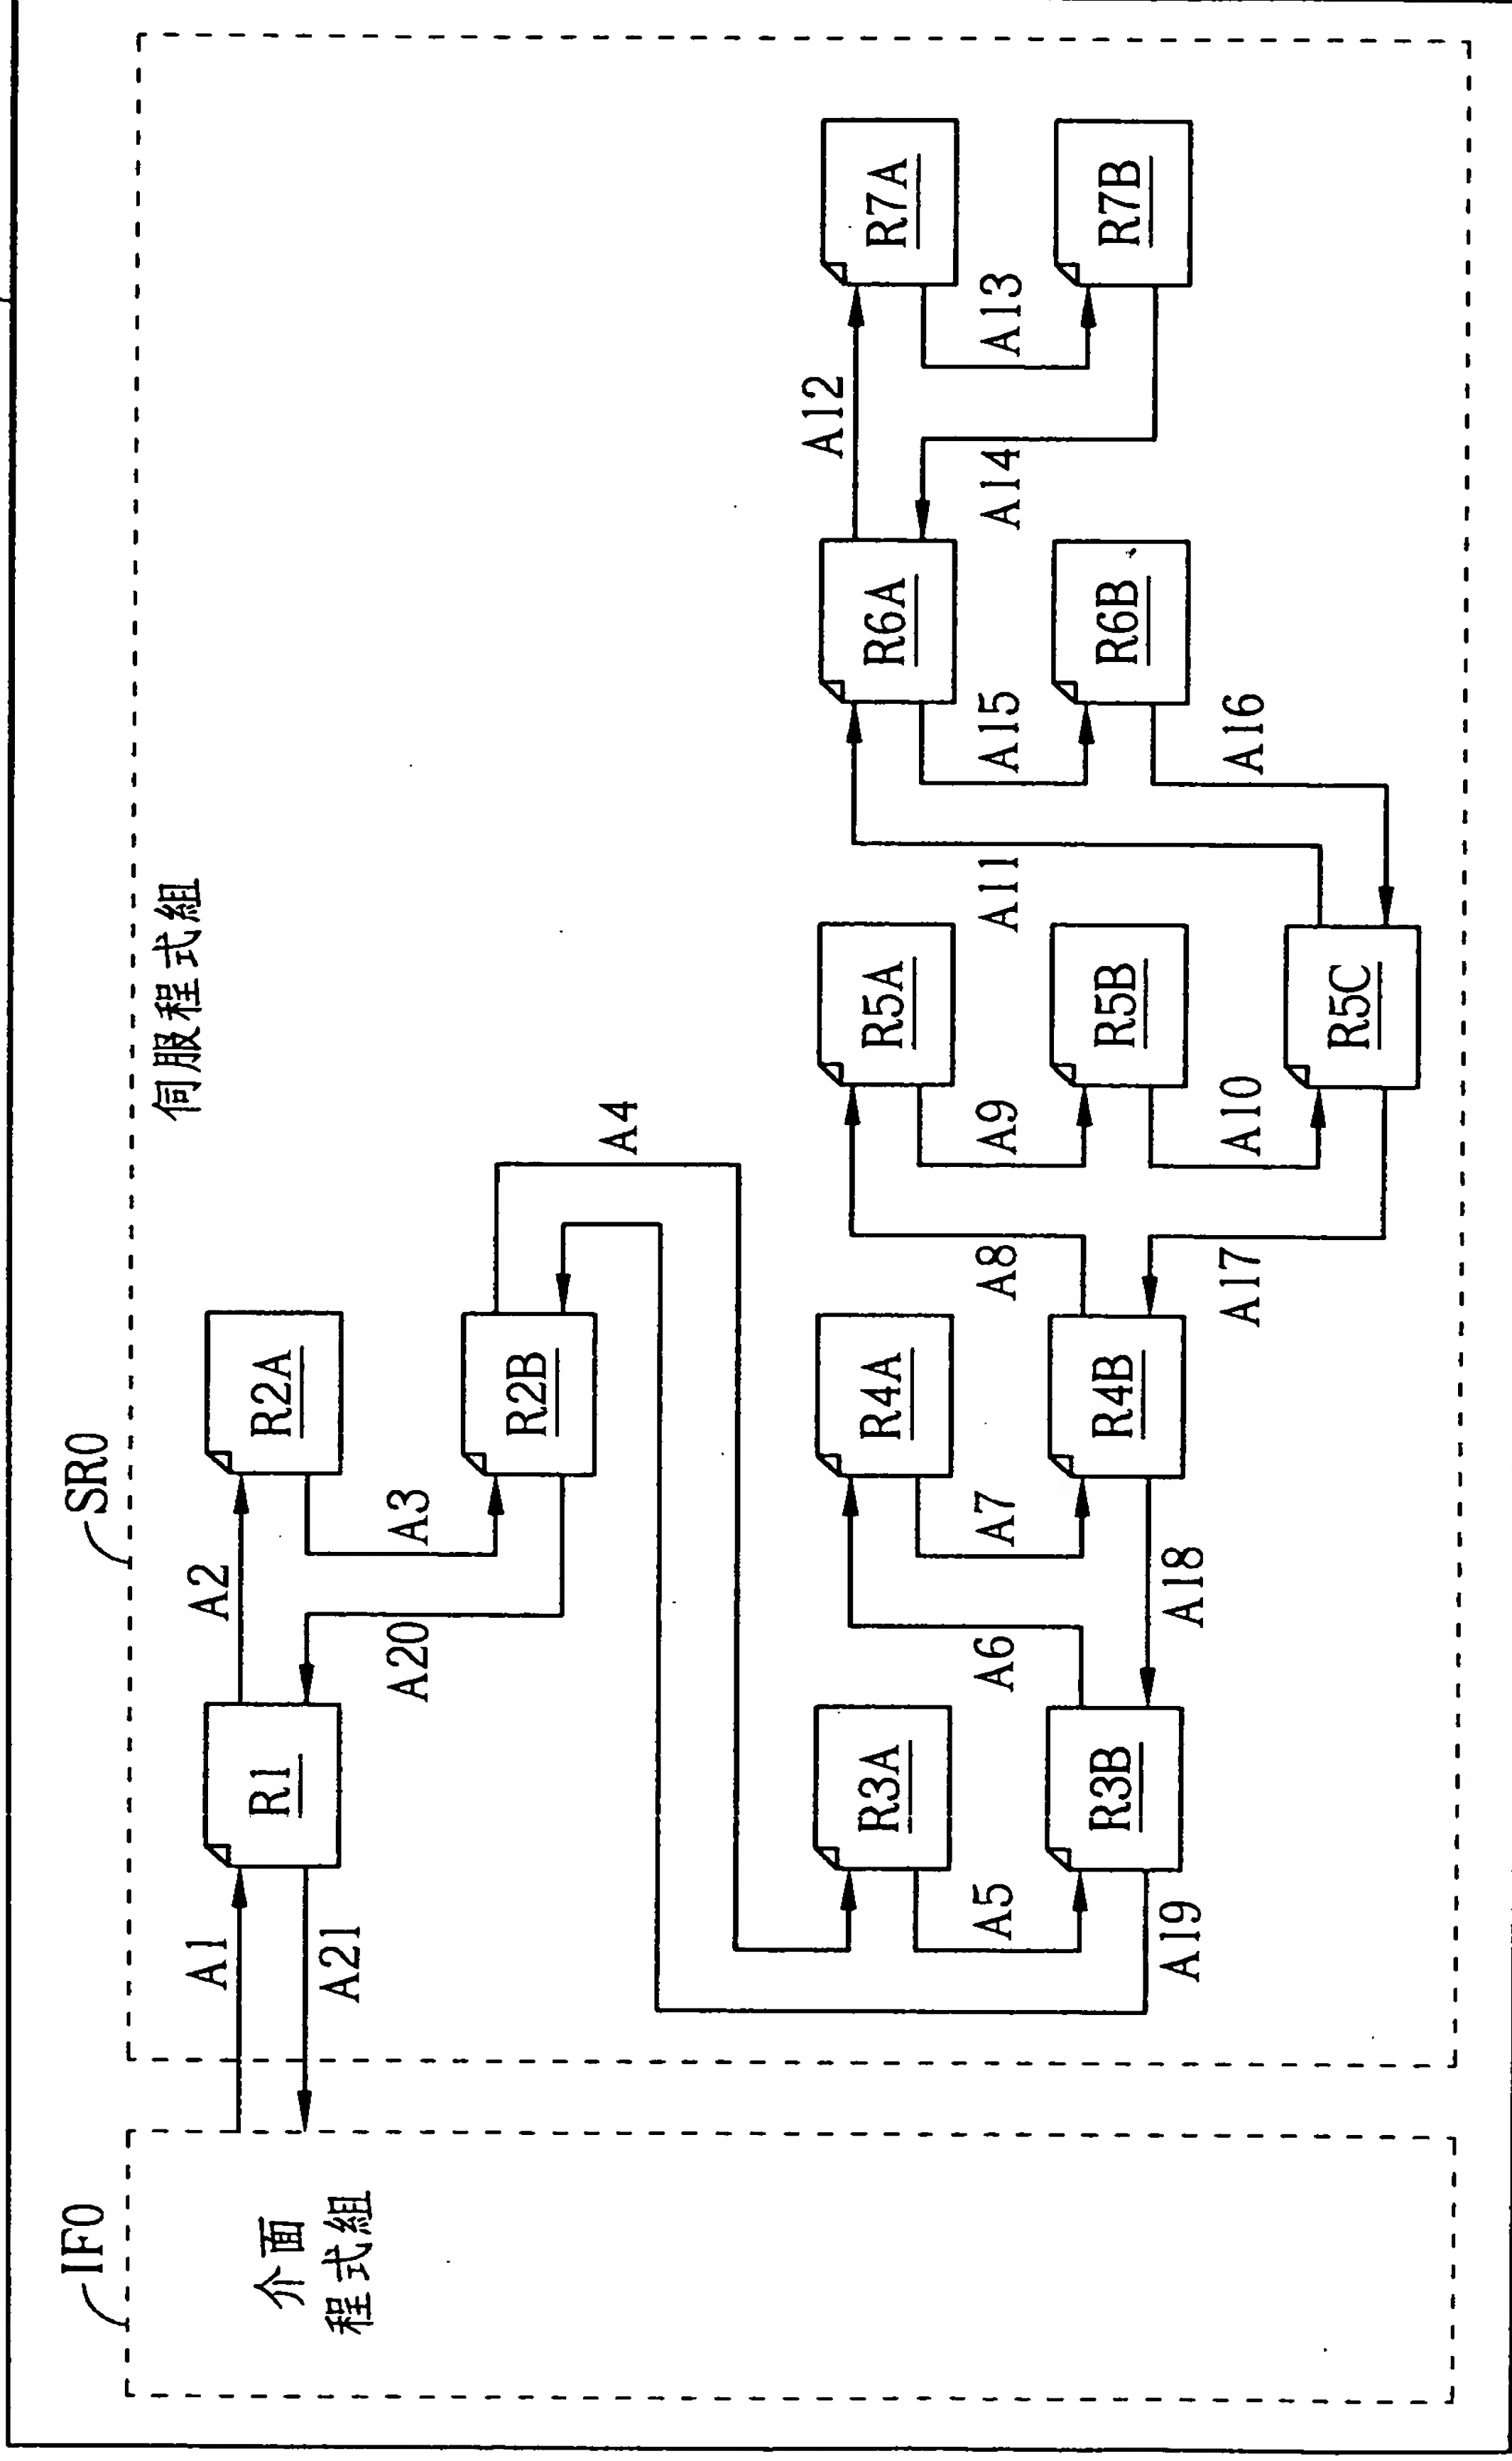 IF0
介面
程式組
SR0
伺服程式組
A1
A21
R1
A2
A20
R2A
A3
R2B
A4
R3A
A5
R3B
A19
A6
A18
R4A
A7
R4B
A8
A17
R5A
A9
R5B
A10
R5C
A11
A16
R6A
A15
R6B
A12
A14
R7A
A13
R7B